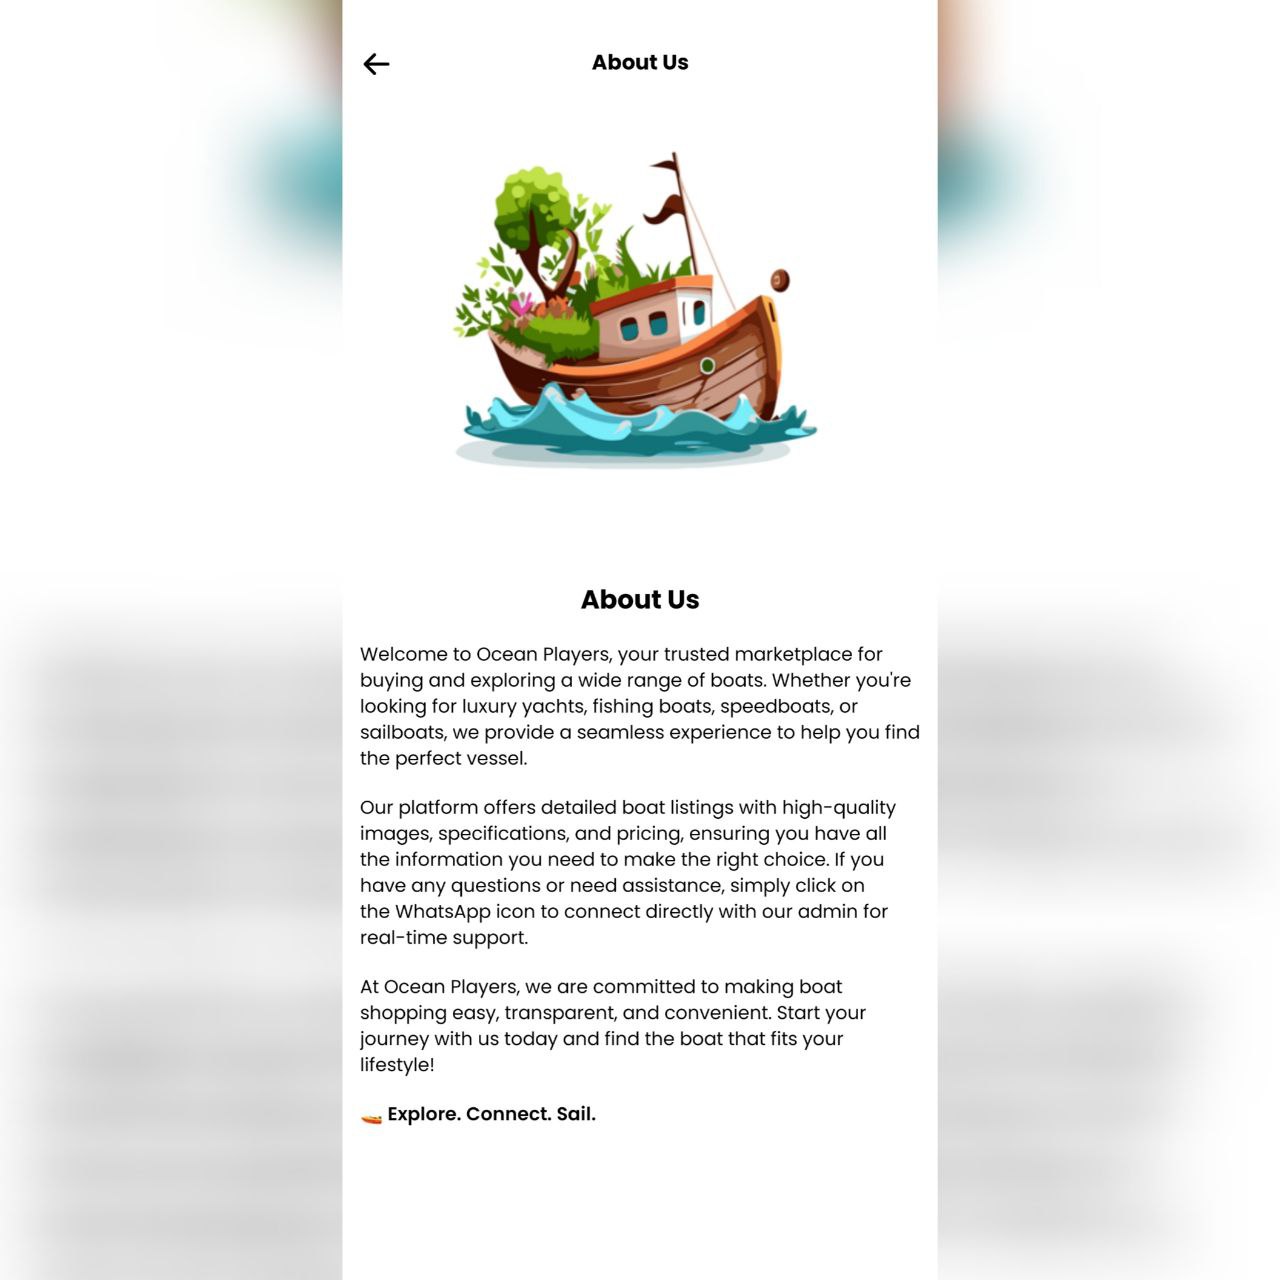 About Us
About Us
Welcome to Ocean Players, your trusted marketplace for
buying and exploring a wide range of boats. Whether you're
looking for luxury yachts, fishing boats, speedboats, or
sailboats, we provide a seamless experience to help you find
the perfect vessel.
Our platform offers detailed boat listings with high-quality
images, specifications, and pricing, ensuring you have all
the information you need to make the right choice. If you
have any questions or need assistance, simply click on
the WhatsApp icon to connect directly with our admin for
real-time support.
At Ocean Players, we are committed to making boat
shopping easy, transparent, and convenient. Start your
journey with us today and find the boat that fits your
lifestyle!
🚤 Explore. Connect. Sail.